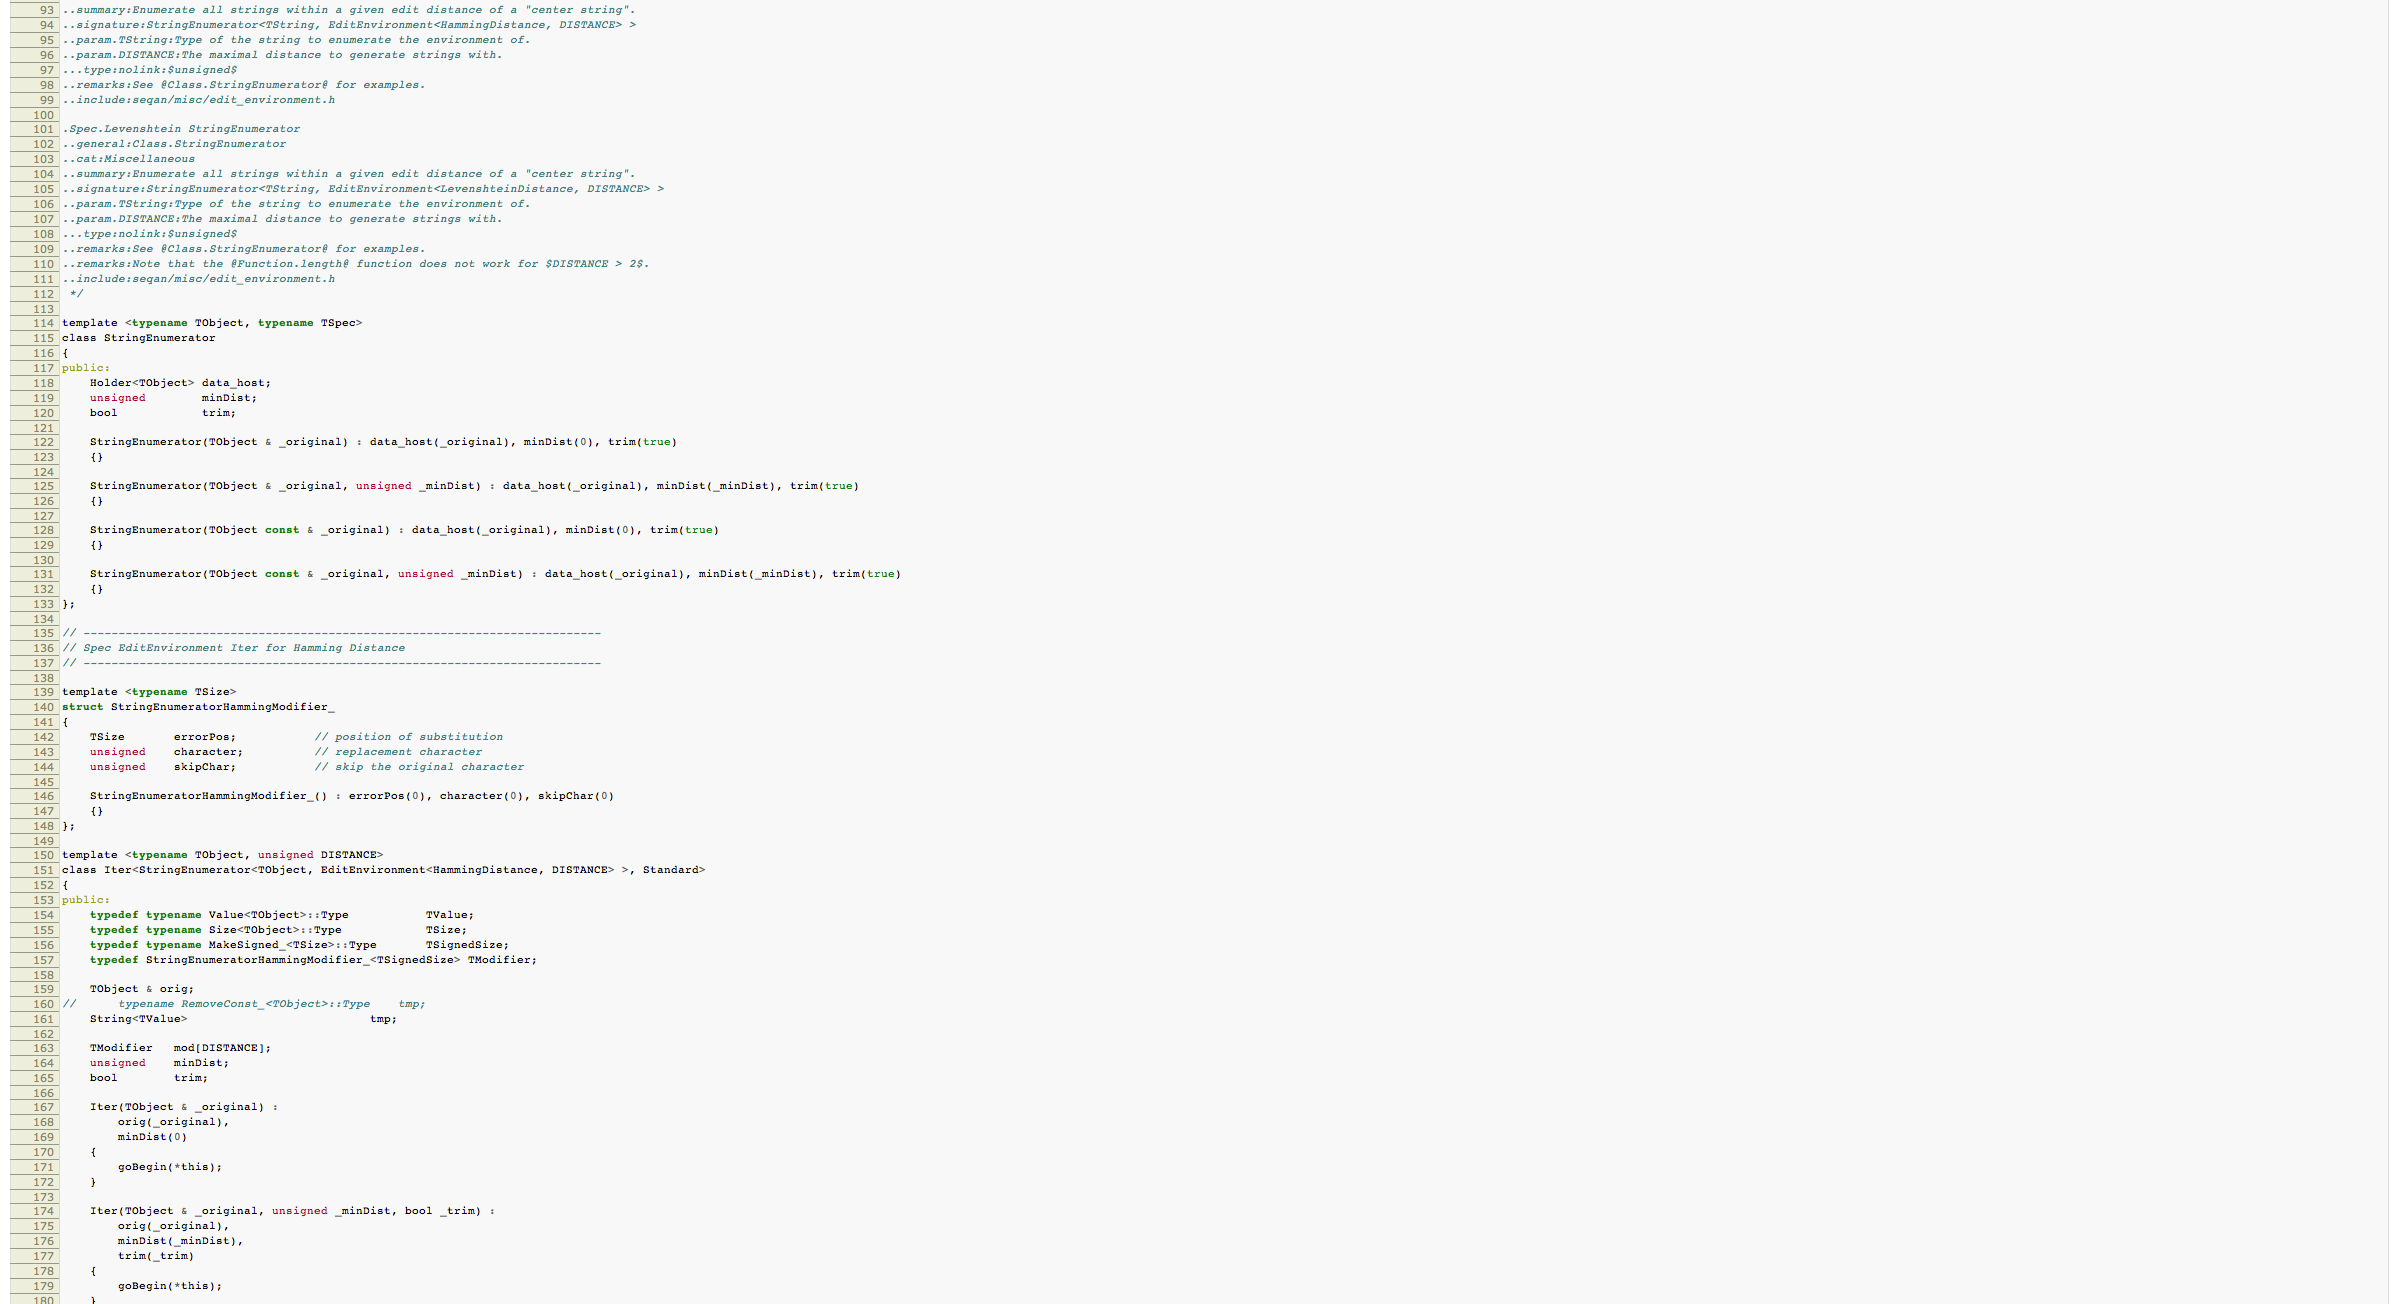 93 ..summary:Enumerate all strings within a given edit distance of a "center string".
94 ..signature:StringEnumerator<TString, EditEnvironment<HammingDistance, DISTANCE> >
95 ..param.TString:Type of the string to enumerate the environment of.
96 ..param.DISTANCE:The maximal distance to generate strings with.
97 ...type:nolink:$unsigned$
98 ..remarks:See @Class.StringEnumerator@ for examples.
99 ..include:seqan/misc/edit_environment.h
100
101 .Spec.Levenshtein StringEnumerator
102 ..general:Class.StringEnumerator
103 ..cat:Miscellaneous
104 ..summary:Enumerate all strings within a given edit distance of a "center string".
105 ..signature:StringEnumerator<TString, EditEnvironment<LevenshteinDistance, DISTANCE> >
106 ..param.TString:Type of the string to enumerate the environment of.
107 ..param.DISTANCE:The maximal distance to generate strings with.
108 ...type:nolink:$unsigned$
109 ..remarks:See @Class.StringEnumerator@ for examples.
110 ..remarks:Note that the @Function.length@ function does not work for $DISTANCE > 2$.
111 ..include:seqan/misc/edit_environment.h
112 */
113
114 template <typename TObject, typename TSpec>
115 class StringEnumerator
116 {
117 public:
118     Holder<TObject> data_host;
119     unsigned        minDist;
120     bool            trim;
121
122     StringEnumerator(TObject & _original) : data_host(_original), minDist(0), trim(true)
123     {}
124
125     StringEnumerator(TObject & _original, unsigned _minDist) : data_host(_original), minDist(_minDist), trim(true)
126     {}
127
128     StringEnumerator(TObject const & _original) : data_host(_original), minDist(0), trim(true)
129     {}
130
131     StringEnumerator(TObject const & _original, unsigned _minDist) : data_host(_original), minDist(_minDist), trim(true)
132     {}
133 };
134
135 // --------------------------------------------------------------------------
136 // Spec EditEnvironment Iter for Hamming Distance
137 // --------------------------------------------------------------------------
138
139 template <typename TSize>
140 struct StringEnumeratorHammingModifier_
141 {
142     TSize       errorPos;           // position of substitution
143     unsigned    character;          // replacement character
144     unsigned    skipChar;           // skip the original character
145
146     StringEnumeratorHammingModifier_() : errorPos(0), character(0), skipChar(0)
147     {}
148 };
149
150 template <typename TObject, unsigned DISTANCE>
151 class Iter<StringEnumerator<TObject, EditEnvironment<HammingDistance, DISTANCE> >, Standard>
152 {
153 public:
154     typedef typename Value<TObject>::Type           TValue;
155     typedef typename Size<TObject>::Type            TSize;
156     typedef typename MakeSigned_<TSize>::Type       TSignedSize;
157     typedef StringEnumeratorHammingModifier_<TSignedSize> TModifier;
158
159     TObject & orig;
160 //      typename RemoveConst_<TObject>::Type    tmp;
161     String<TValue>                          tmp;
162
163     TModifier   mod[DISTANCE];
164     unsigned    minDist;
165     bool        trim;
166
167     Iter(TObject & _original) :
168         orig(_original),
169         minDist(0)
170     {
171         goBegin(*this);
172     }
173
174     Iter(TObject & _original, unsigned _minDist, bool _trim) :
175         orig(_original),
176         minDist(_minDist),
177         trim(_trim)
178     {
179         goBegin(*this);
180     }